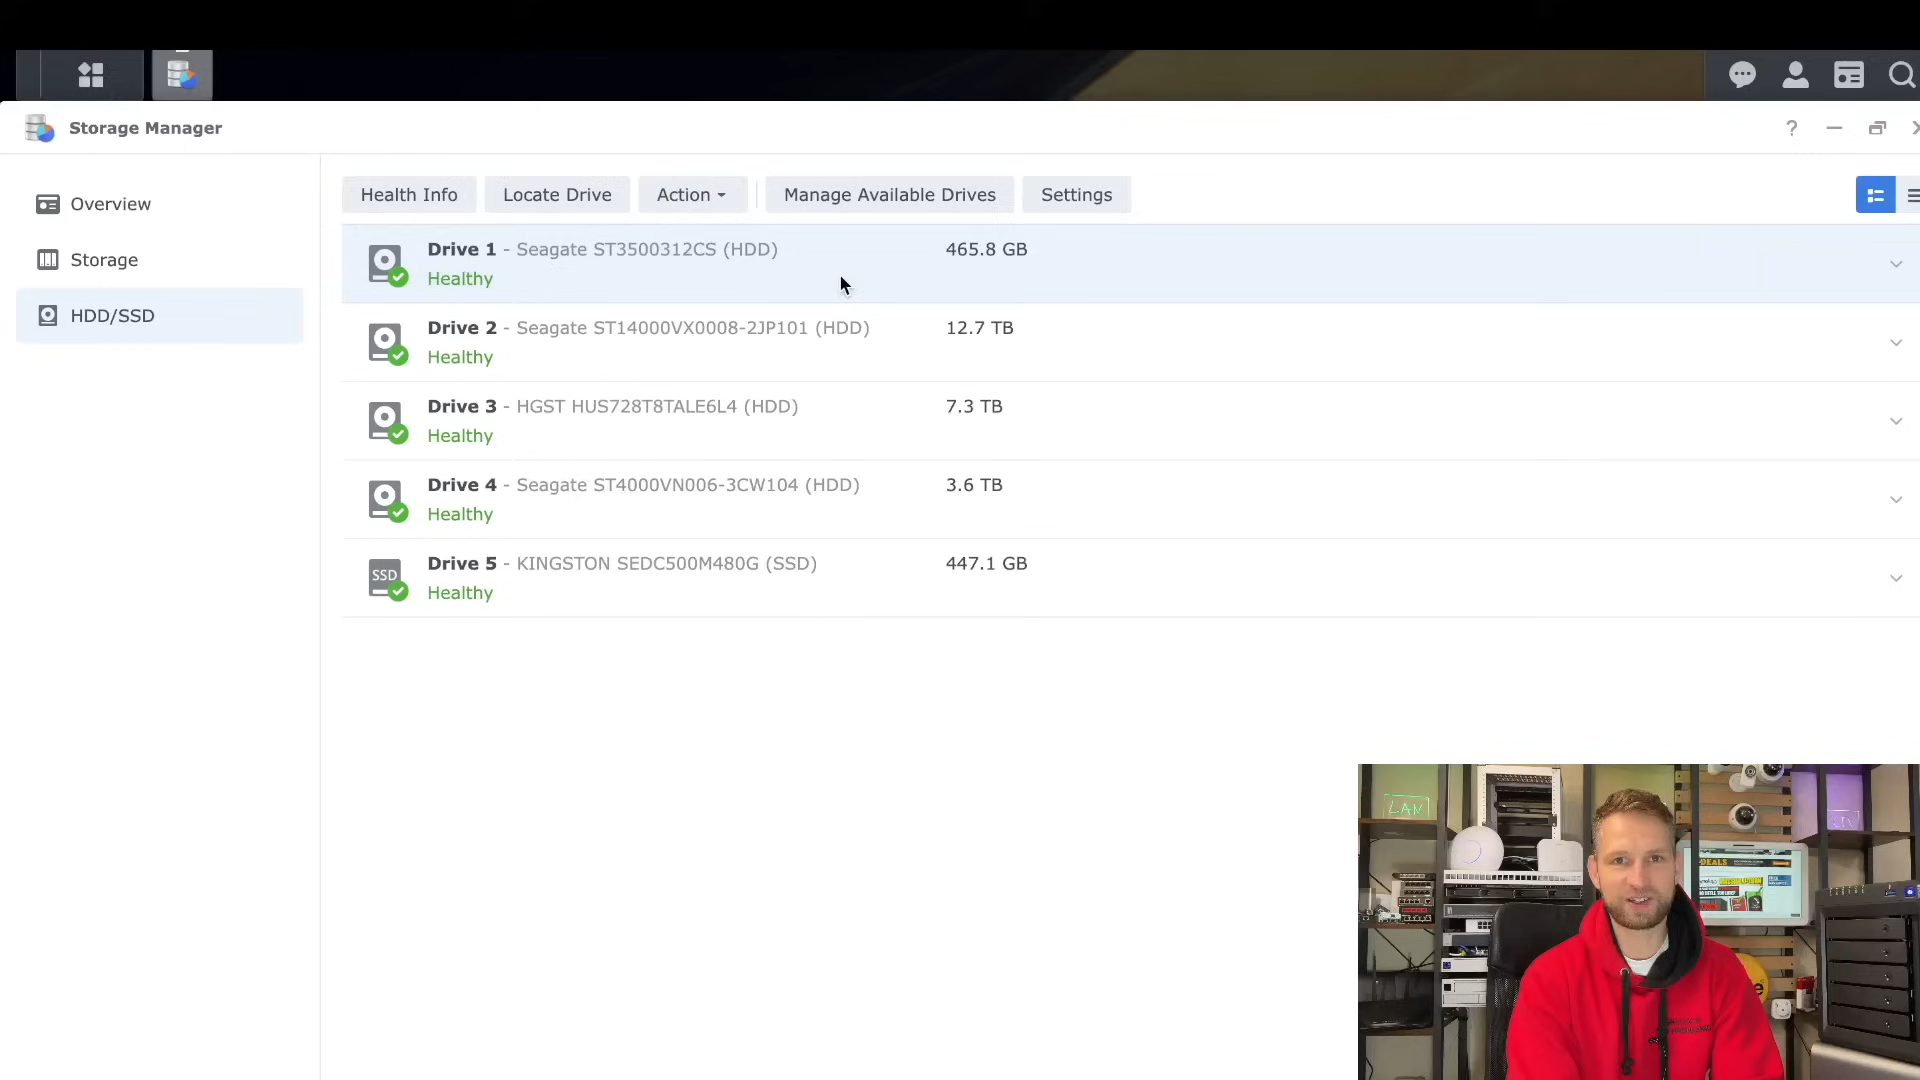 Storage Manager
?
Overview
Storage
HDD/SSD
Health Info
Locate Drive
Action
Manage Available Drives
Settings
Drive 1 - Seagate ST3500312CS (HDD) 465.8 GB
Healthy
Drive 2 - Seagate ST14000VX0008-2JP101 (HDD) 12.7 TB
Healthy
Drive 3 - HGST HUS728T8TALE6L4 (HDD) 7.3 TB
Healthy
Drive 4 - Seagate ST4000VN006-3CW104 (HDD) 3.6 TB
Healthy
SSD
Drive 5 - KINGSTON SEDC500M480G (SSD) 447.1 GB
Healthy
LAN
DEALS